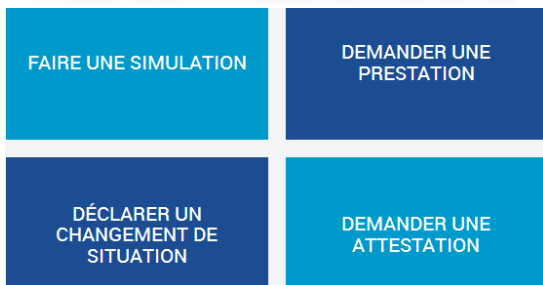 FAIRE UNE SIMULATION
DEMANDER UNE
PRESTATION
DÉCLARER UN
CHANGEMENT DE
SITUATION
DEMANDER UNE
ATTESTATION